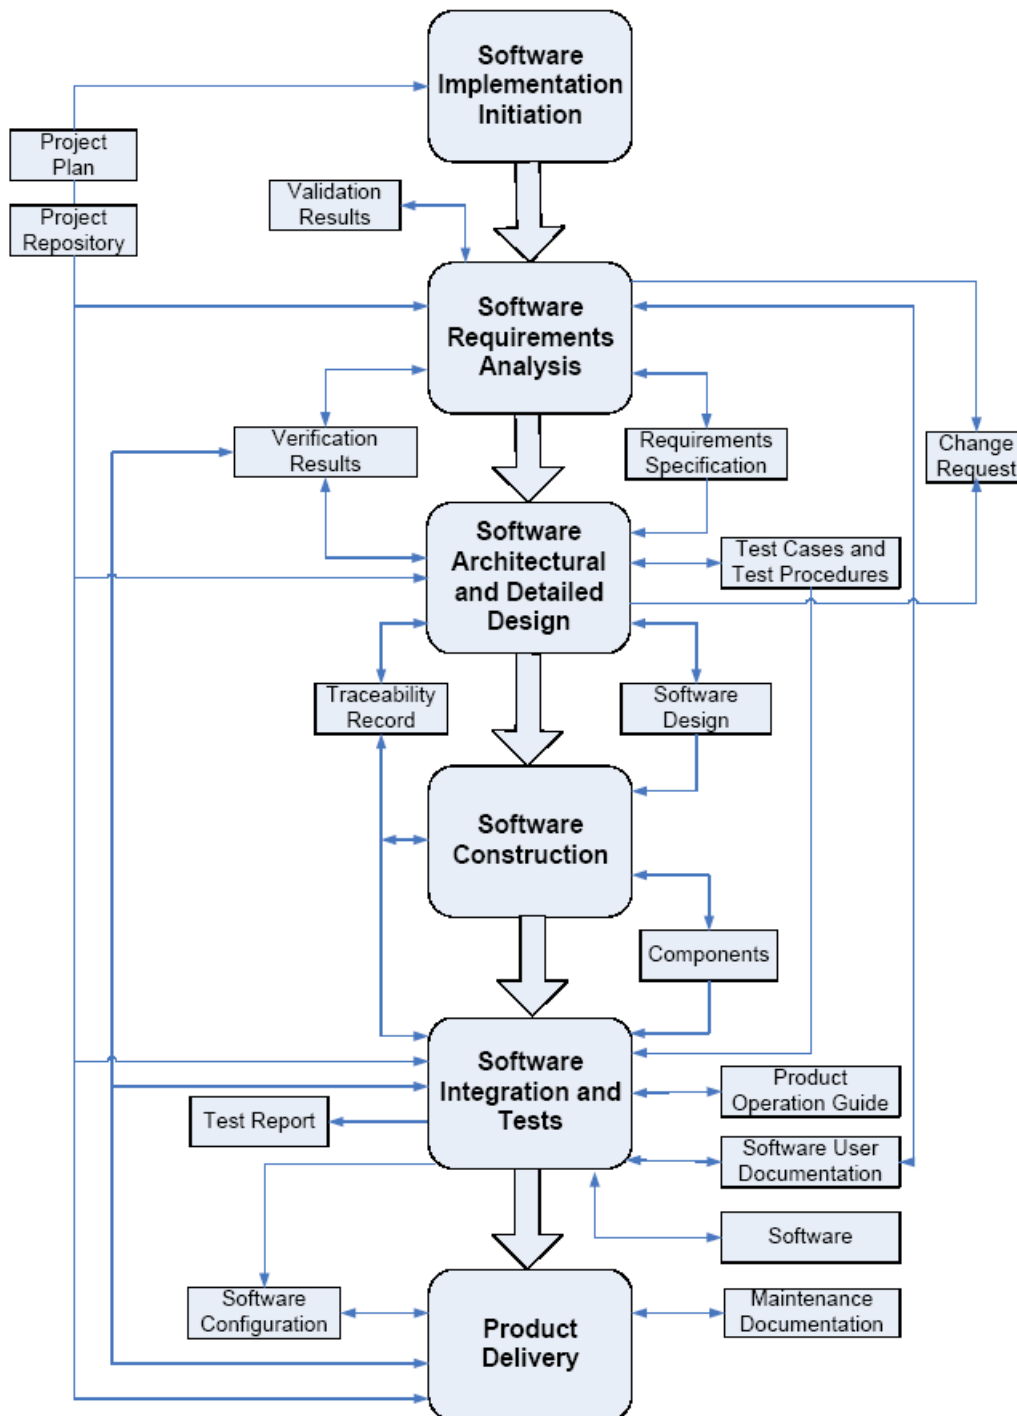 Software
Implementation
Initiation
Project
Plan
Validation
Results
Project
Repository
Software
Requirements
Analysis
Verification
Results
Requirements
Specification
Change
Request
Software
Architectural
and Detailed
Design
Test Cases and
Test Procedures
Traceability
Record
Software
Design
Software
Construction
Components
Software
Integration and
Tests
Product
Operation Guide
Test Report
Software User
Documentation
Software
Software
Configuration
Product
Delivery
Maintenance
Documentation